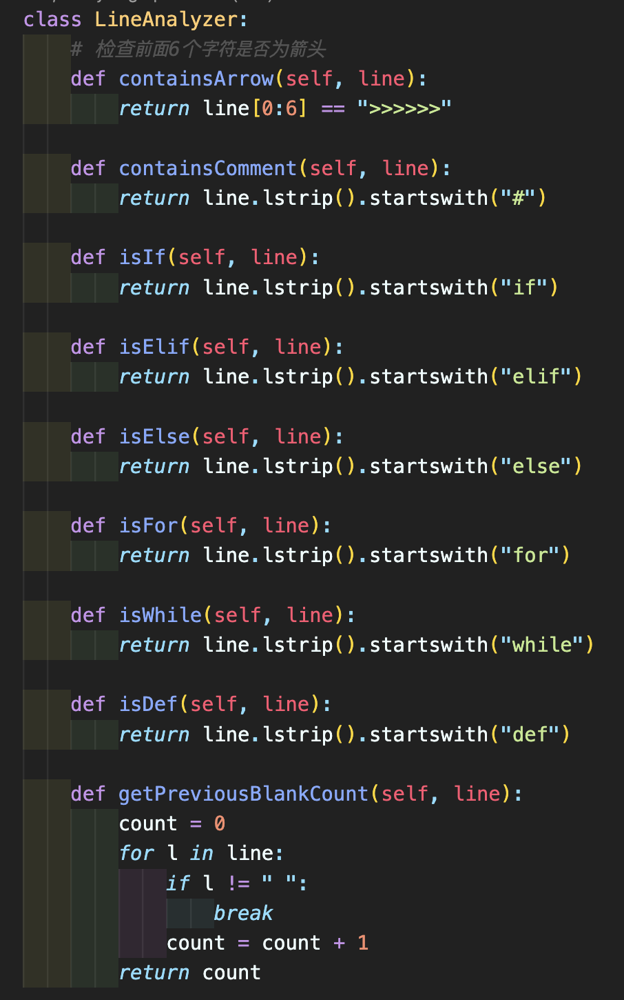 class LineAnalyzer:
    # 检查前面6个字符是否为箭头
    def containsArrow(self, line):
        return line[0:6] == ">>>>>>"

    def containsComment(self, line):
        return line.lstrip().startswith("#")

    def isIf(self, line):
        return line.lstrip().startswith("if")

    def isElif(self, line):
        return line.lstrip().startswith("elif")

    def isElse(self, line):
        return line.lstrip().startswith("else")

    def isFor(self, line):
        return line.lstrip().startswith("for")

    def isWhile(self, line):
        return line.lstrip().startswith("while")

    def isDef(self, line):
        return line.lstrip().startswith("def")

    def getPreviousBlankCount(self, line):
        count = 0
        for l in line:
            if l != " ":
                break
            count = count + 1
        return count